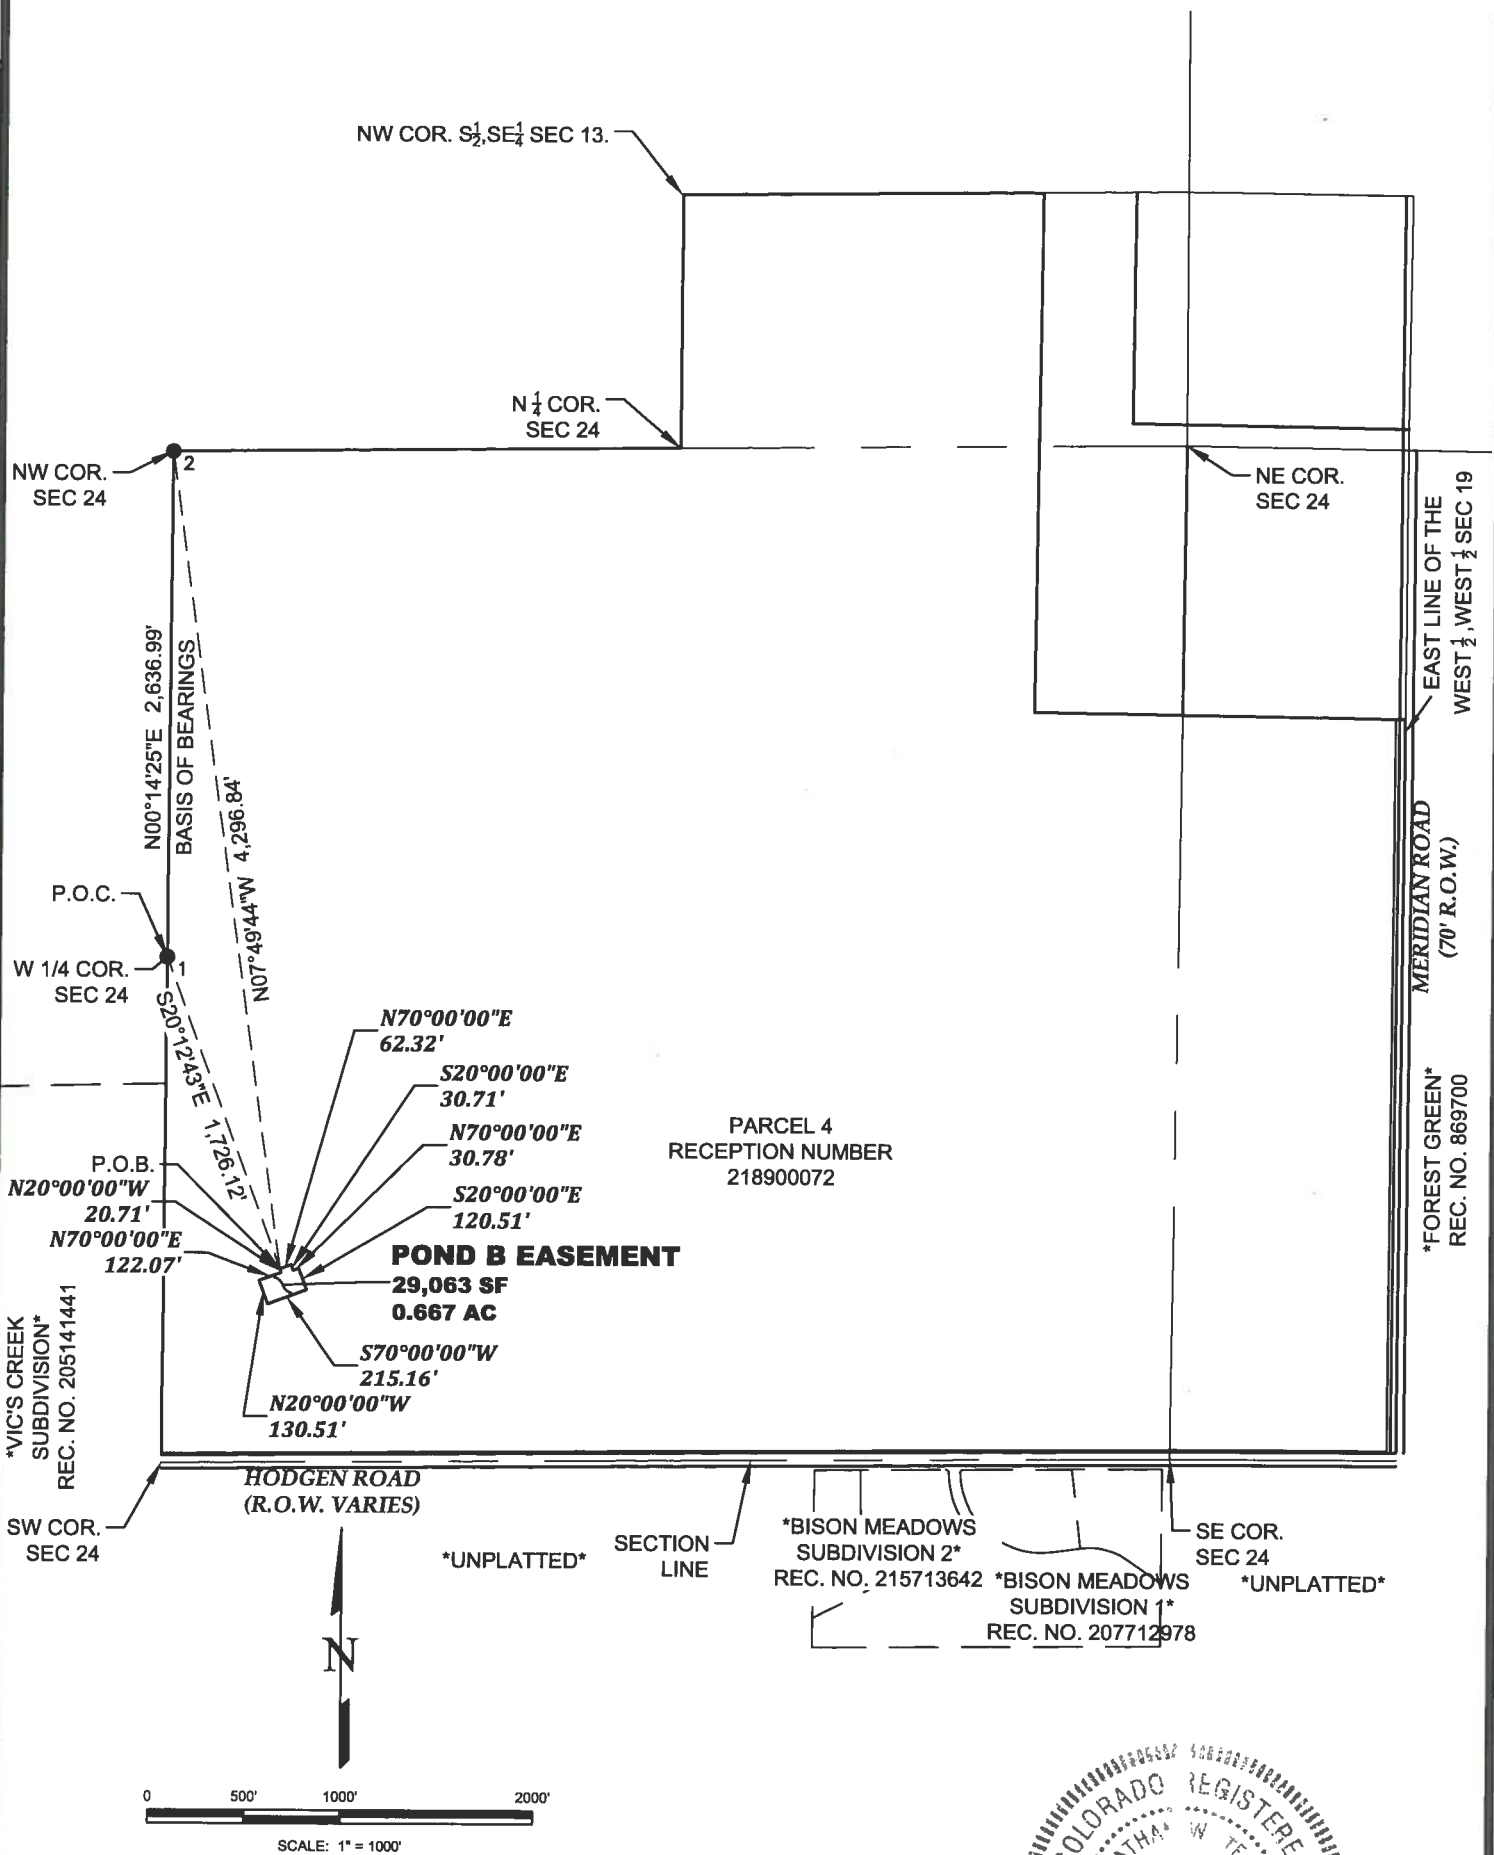 NW COR. S½,SE¼ SEC 13.
N ¼ COR.
SEC 24
2
NW COR.
SEC 24
NE COR.
SEC 24
EAST LINE OF THE
WEST ½,WEST ½ SEC 19
N00°14'25"E 2,636.99'
BASIS OF BEARINGS
N07°49'44"W 4,296.84'
P.O.C.
W 1/4 COR.
SEC 24
1
S20°12'43"E 1,726.12'
MERIDIAN ROAD
(70' R.O.W.)
N70°00'00"E
62.32'
S20°00'00"E
30.71'
N70°00'00"E
30.78'
S20°00'00"E
120.51'
PARCEL 4
RECEPTION NUMBER
218900072
*FOREST GREEN*
REC. NO. 869700
P.O.B.
N20°00'00"W
20.71'
N70°00'00"E
122.07'
POND B EASEMENT
29,063 SF
0.667 AC
S70°00'00"W
215.16'
N20°00'00"W
130.51'
*VIC'S CREEK
SUBDIVISION*
REC. NO. 205141441
HODGEN ROAD
(R.O.W. VARIES)
SW COR.
SEC 24
*UNPLATTED*
SECTION
LINE
*BISON MEADOWS
SUBDIVISION 2*
REC. NO. 215713642
*BISON MEADOWS
SUBDIVISION 1*
REC. NO. 207712978
SE COR.
SEC 24
*UNPLATTED*
N
0 500' 1000' 2000'
SCALE: 1" = 1000'
COLORADO REGISTERE
W